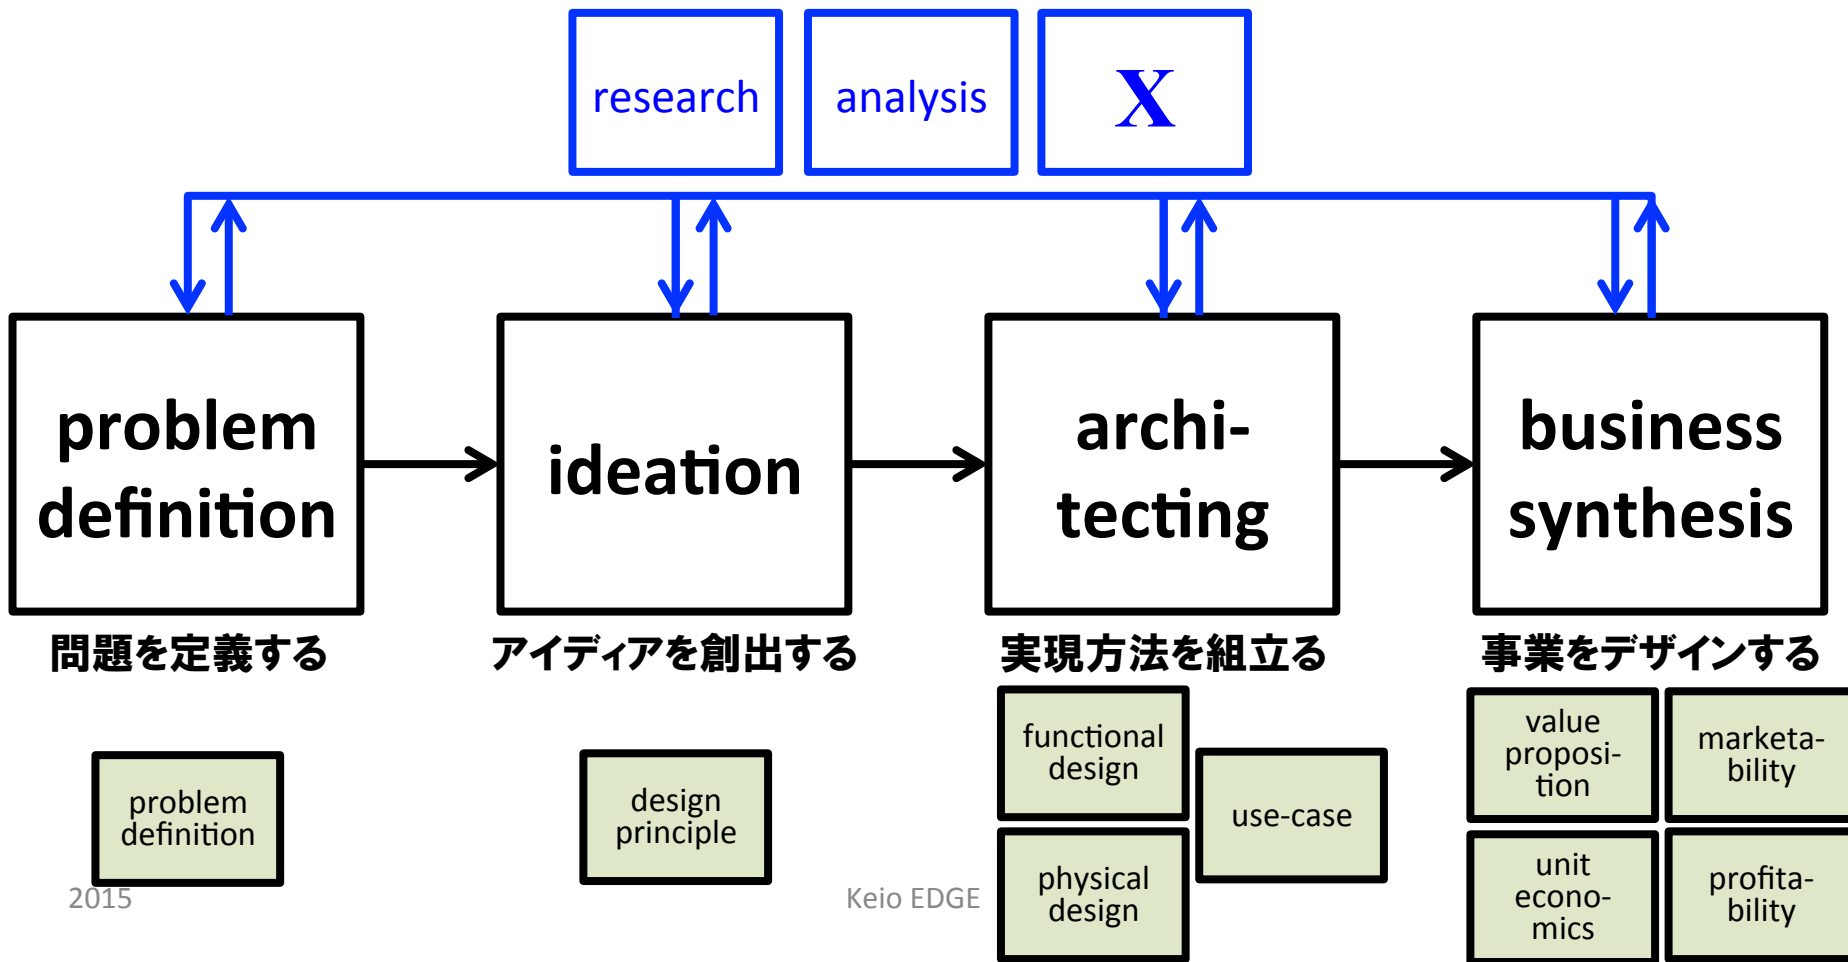 research
analysis
X
problem
definition
ideation
archi-
tecting
business
synthesis
問題を定義する
アイディアを創出する
実現方法を組立る
事業をデザインする
problem
definition
design
principle
functional
design
physical
design
use-case
value
proposi-
tion
marketa-
bility
unit
econo-
mics
profita-
bility
2015
Keio EDGE